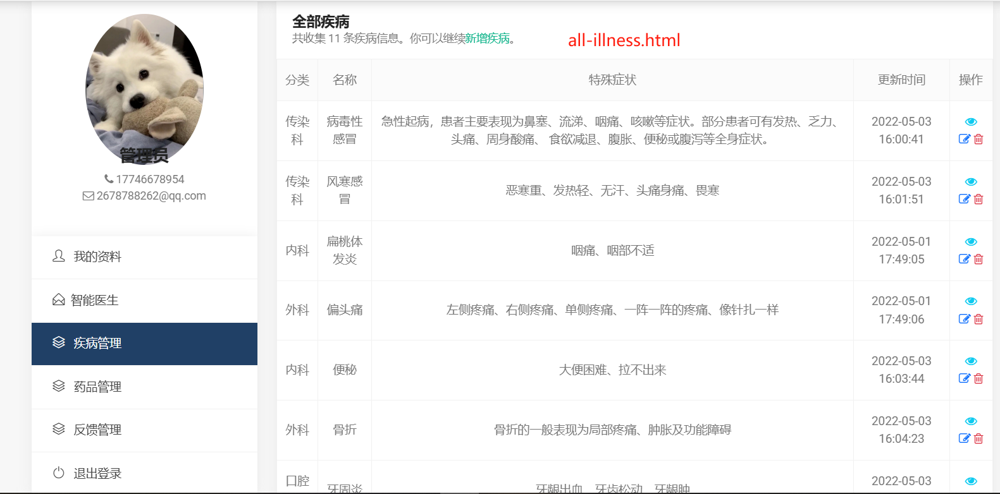 管理员
17746678954
2678788262@qq.com
我的资料
智能医生
疾病管理
药品管理
反馈管理
退出登录
全部疾病
共收集 11 条疾病信息。你可以继续新增疾病。
all-illness.html
分类 名称 特殊症状 更新时间 操作
传染科 病毒性感冒 急性起病，患者主要表现为鼻塞、流涕、咽痛、咳嗽等症状。部分患者可有发热、乏力、
头痛、周身酸痛、 食欲减退、腹胀、便秘或腹泻等全身症状。 2022-05-03 16:00:41
传染科 风寒感冒 恶寒重、发热轻、无汗、头痛身痛、畏寒 2022-05-03 16:01:51
内科 扁桃体发炎 咽痛、咽部不适 2022-05-01 17:49:05
外科 偏头痛 左侧疼痛、右侧疼痛、单侧疼痛、一阵一阵的疼痛、像针扎一样 2022-05-01 17:49:06
内科 便秘 大便困难、拉不出来 2022-05-03 16:03:44
外科 骨折 骨折的一般表现为局部疼痛、肿胀及功能障碍 2022-05-03 16:04:23
口腔 牙周炎 牙龈出血、牙齿松动、牙龈肿 2022-05-03